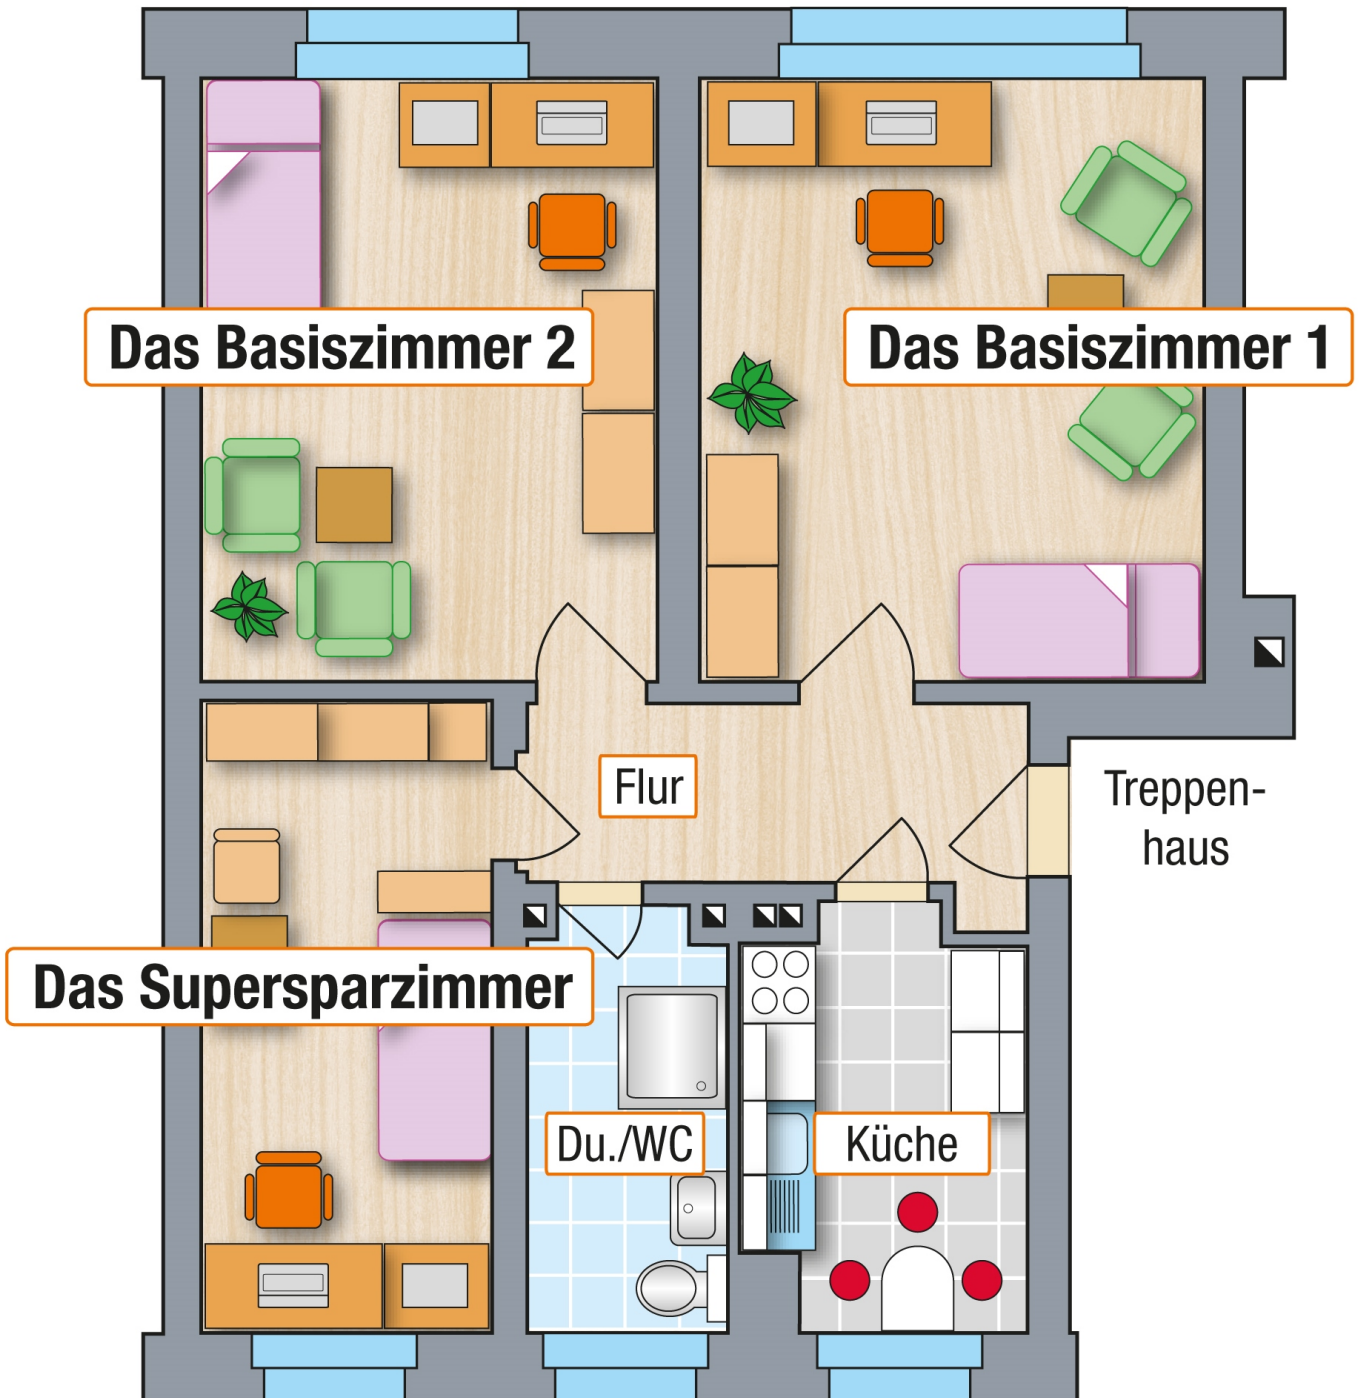 Das Basiszimmer 2
Das Basiszimmer 1
Flur
Treppen-
haus
Das Supersparzimmer
Du./WC
Küche